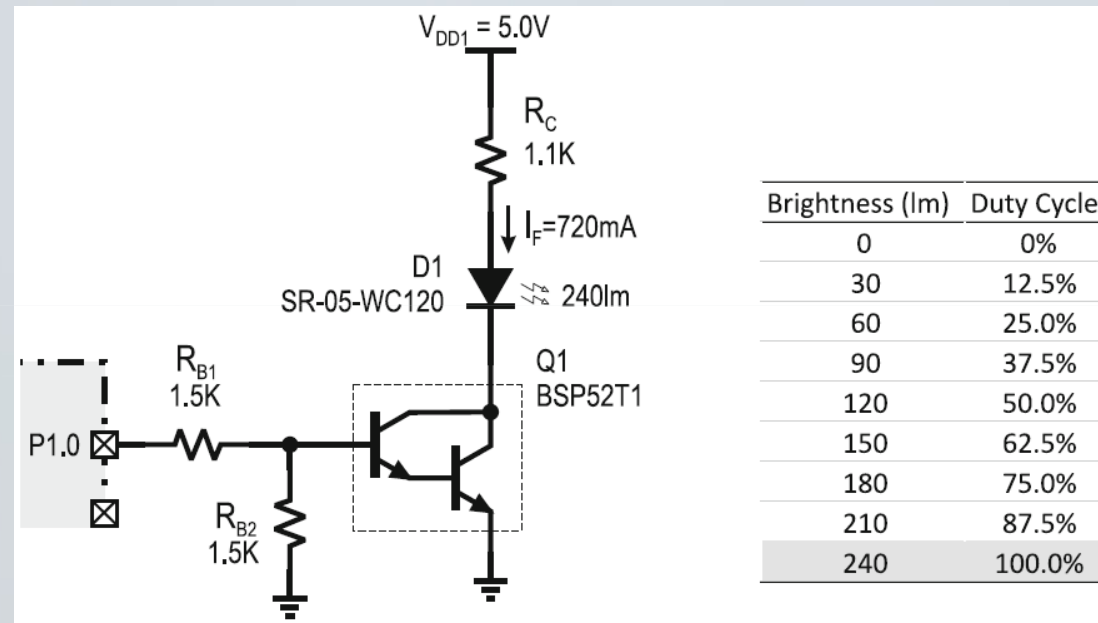 V_DD1 = 5.0V
R_C
1.1K
I_F=720mA
D1
SR-05-WC120
240lm
R_B1
1.5K
Q1
BSP52T1
P1.0
R_B2
1.5K
Brightness (lm) Duty Cycle
0 0%
30 12.5%
60 25.0%
90 37.5%
120 50.0%
150 62.5%
180 75.0%
210 87.5%
240 100.0%